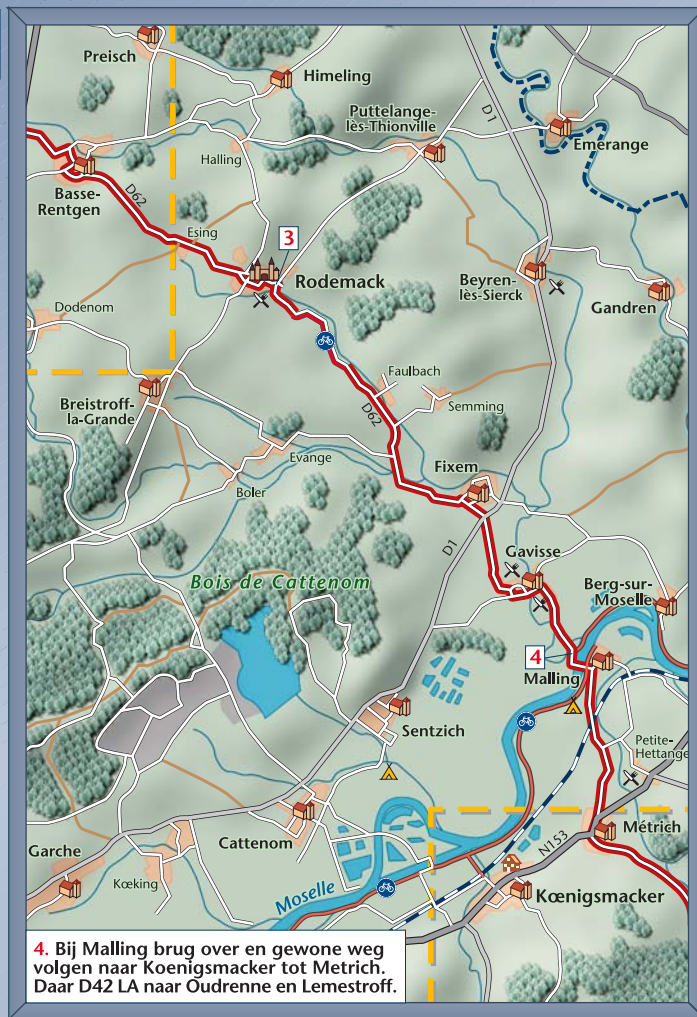 Preisch
Himeling
Puttelange-
lès-Thionville
D1
Emerange
Halling
Basse-
Rentgen
D62
Esing
3
Rodemack
Beyren-
lès-Sierck
Gandren
Dodenom
Faulbach
Breistroff-
la-Grande
D62
Semming
Evange
Fixem
Boler
D1
Gavisse
Bois de Cattenom
Berg-sur-
Moselle
4
Malling
Sentzich
Petite-
Hettange
Cattenom
Métrich
N153
Garche
Kœking
Moselle
Kœnigsmacker
4. Bij Malling brug over en gewone weg
volgen naar Koenigsmacker tot Metrich.
Daar D42 LA naar Oudrenne en Lemestroff.